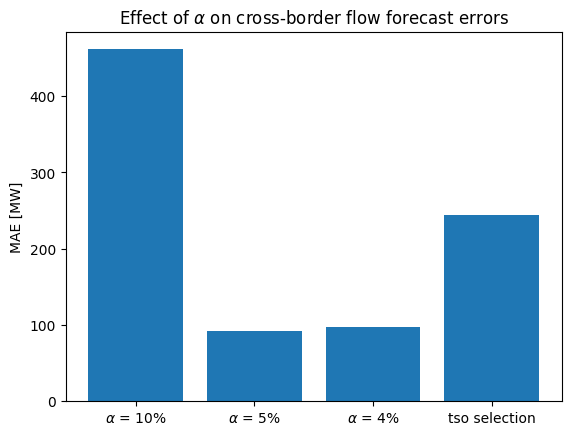 Effect of α on cross-border flow forecast errors
MAE [MW]
400
300
200
100
0
α = 10%
α = 5%
α = 4%
tso selection